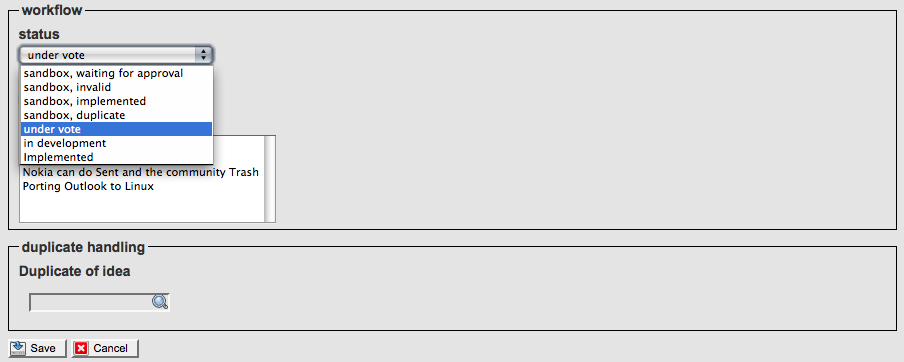 workflow
status
under vote
sandbox, waiting for approval
sandbox, invalid
sandbox, implemented
sandbox, duplicate
under vote
in development
Implemented
Nokia can do Sent and the community Trash
Porting Outlook to Linux
duplicate handling
Duplicate of idea
Save Cancel